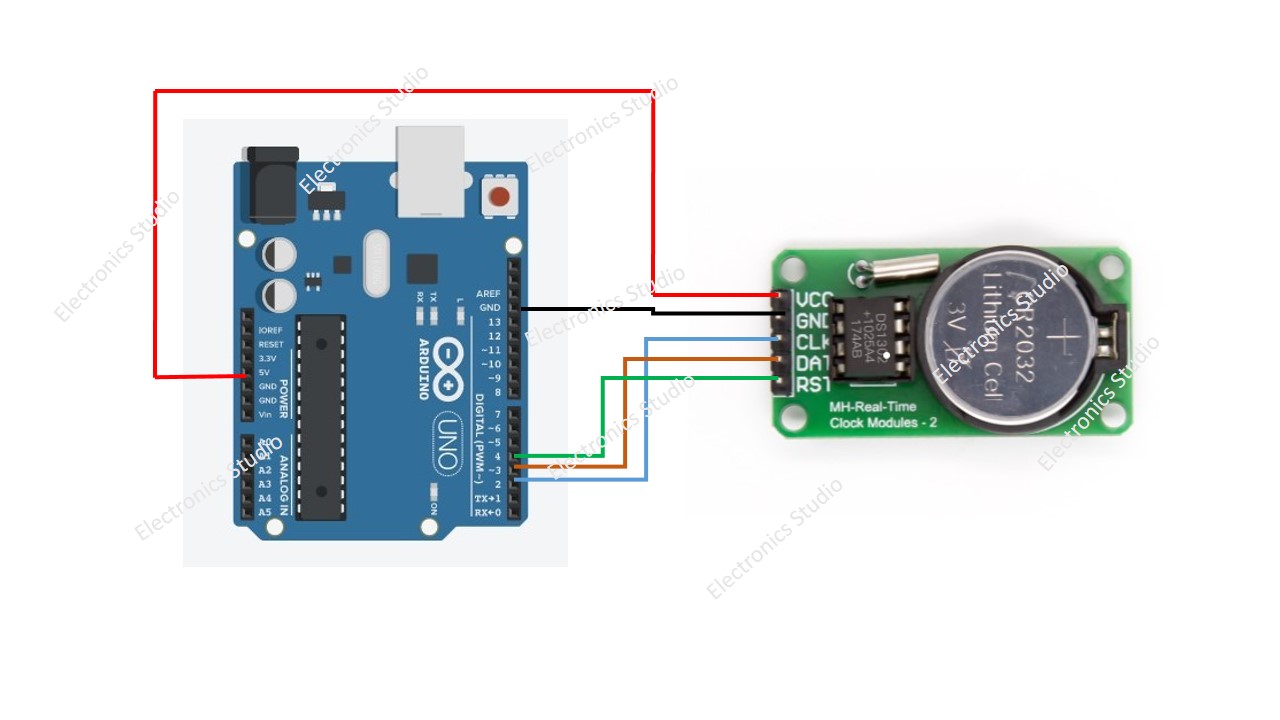 Electronics Studio
Electronics Studio
Electronics Studio
Electronics Studio
Electronics Studio
Electronics Studio
Electronics Studio
Electronics Studio
Electronics Studio
AREF
GND
13
12
~11
~10
~9
8
7
~6
~5
4
~3
2
TX→1
RX←0
DIGITAL (PWM~)
IOREF
RESET
3.3V
5V
GND
GND
Vin
POWER
A2
A3
A4
A5
ANALOG IN
RX
TX
L
ARDUINO
UNO
ON
VCC
GND
CLK
DAT
RST
DS1302
+1025A4
174AB
CR2032
Lithium Cell
3V
MH-Real-Time
Clock Modules - 2